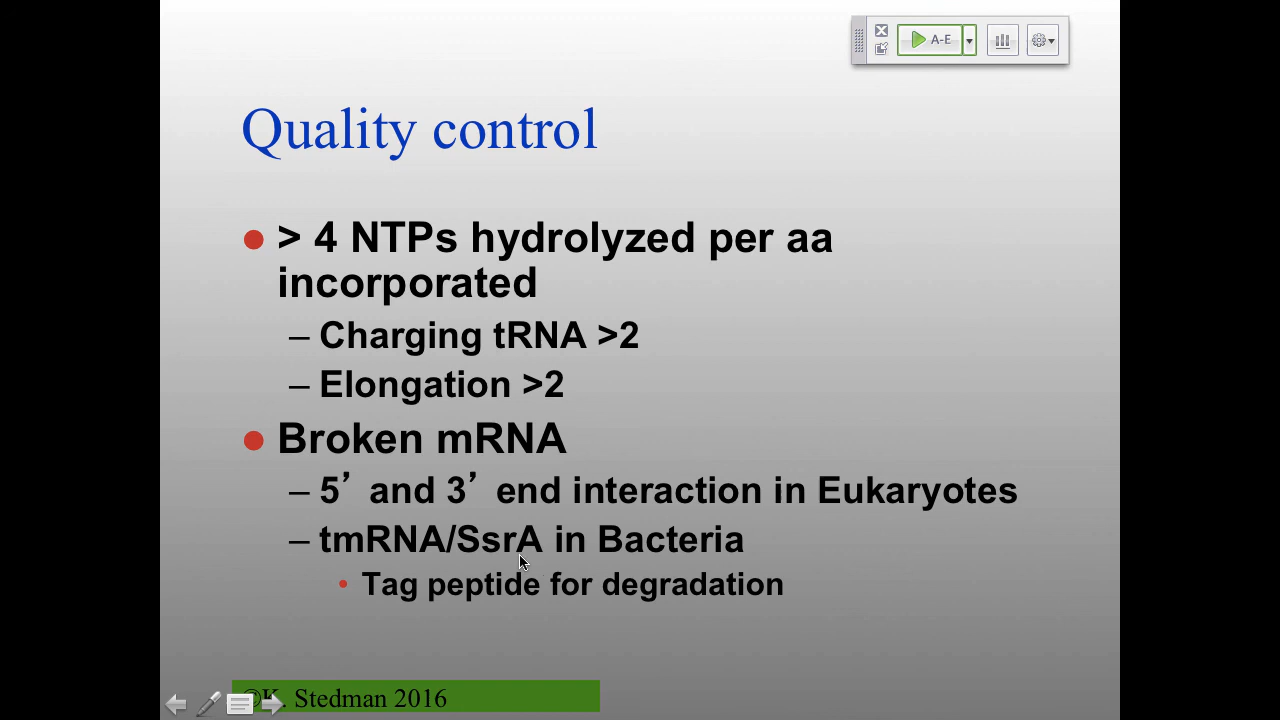 A-E
Quality control
> 4 NTPs hydrolyzed per aa
incorporated
– Charging tRNA >2
– Elongation >2
Broken mRNA
– 5’ and 3’ end interaction in Eukaryotes
– tmRNA/SsrA in Bacteria
• Tag peptide for degradation
©K. Stedman 2016